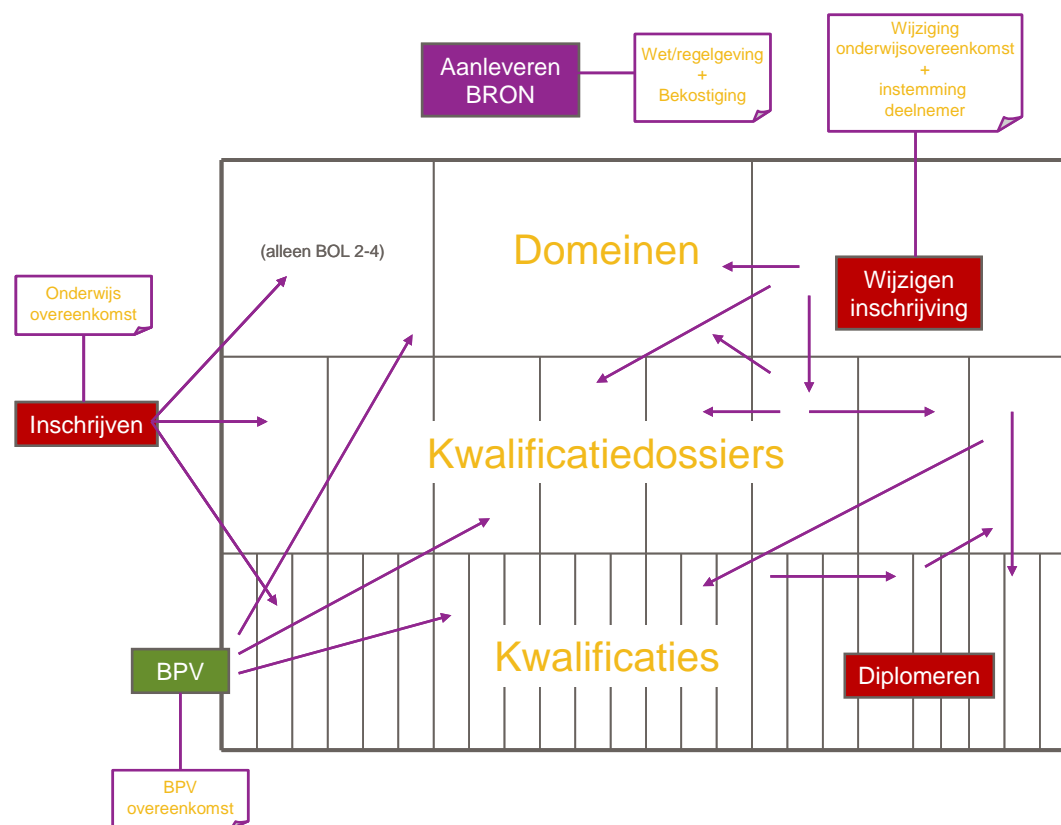 Aanleveren
BRON
Wet/regelgeving
+
Bekostiging
Wijziging
onderwijsovereenkomst
+
instemming
deelnemer
(alleen BOL 2-4)
Domeinen
Wijzigen
inschrijving
Onderwijs
overeenkomst
Inschrijven
Kwalificatiedossiers
BPV
Kwalificaties
Diplomeren
BPV
overeenkomst